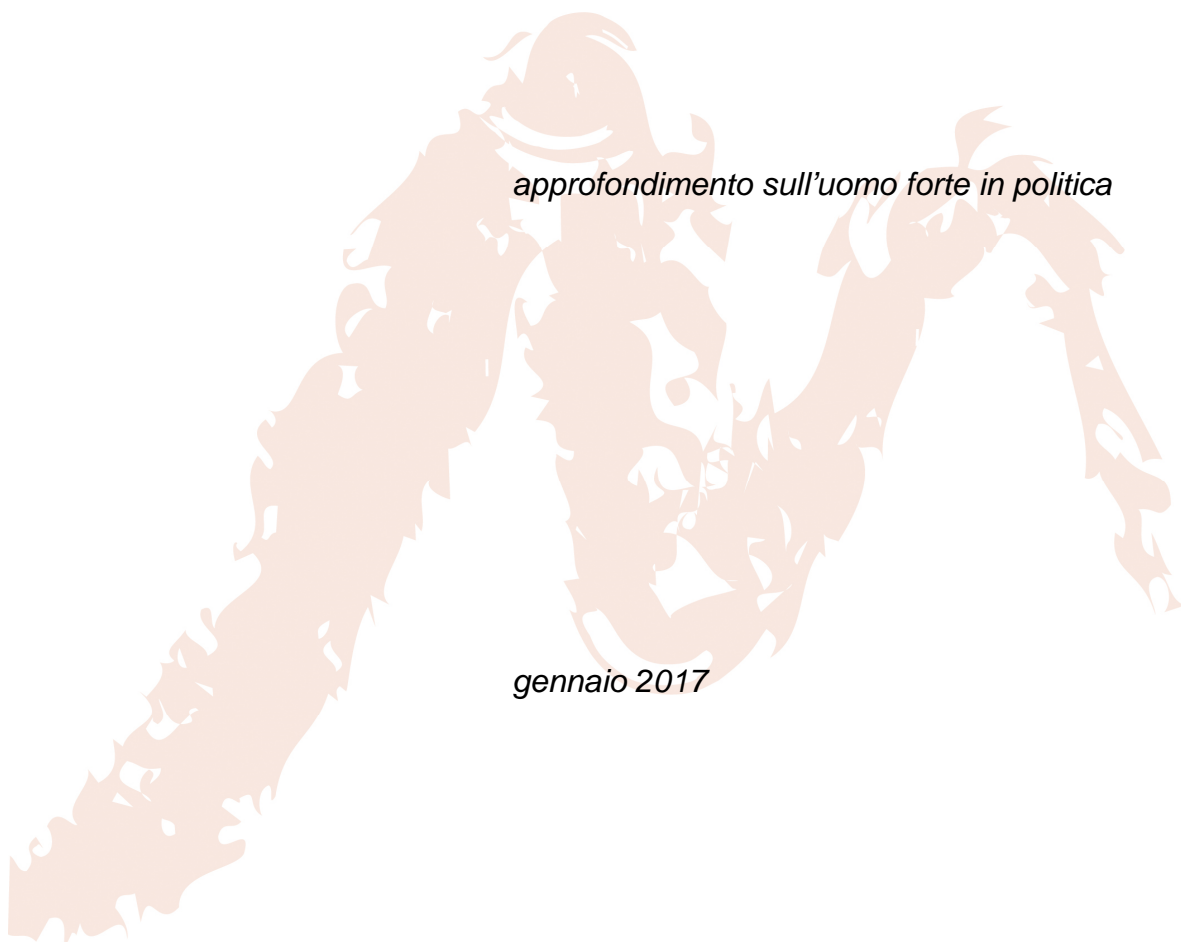 approfondimento sull’uomo forte in politica
gennaio 2017